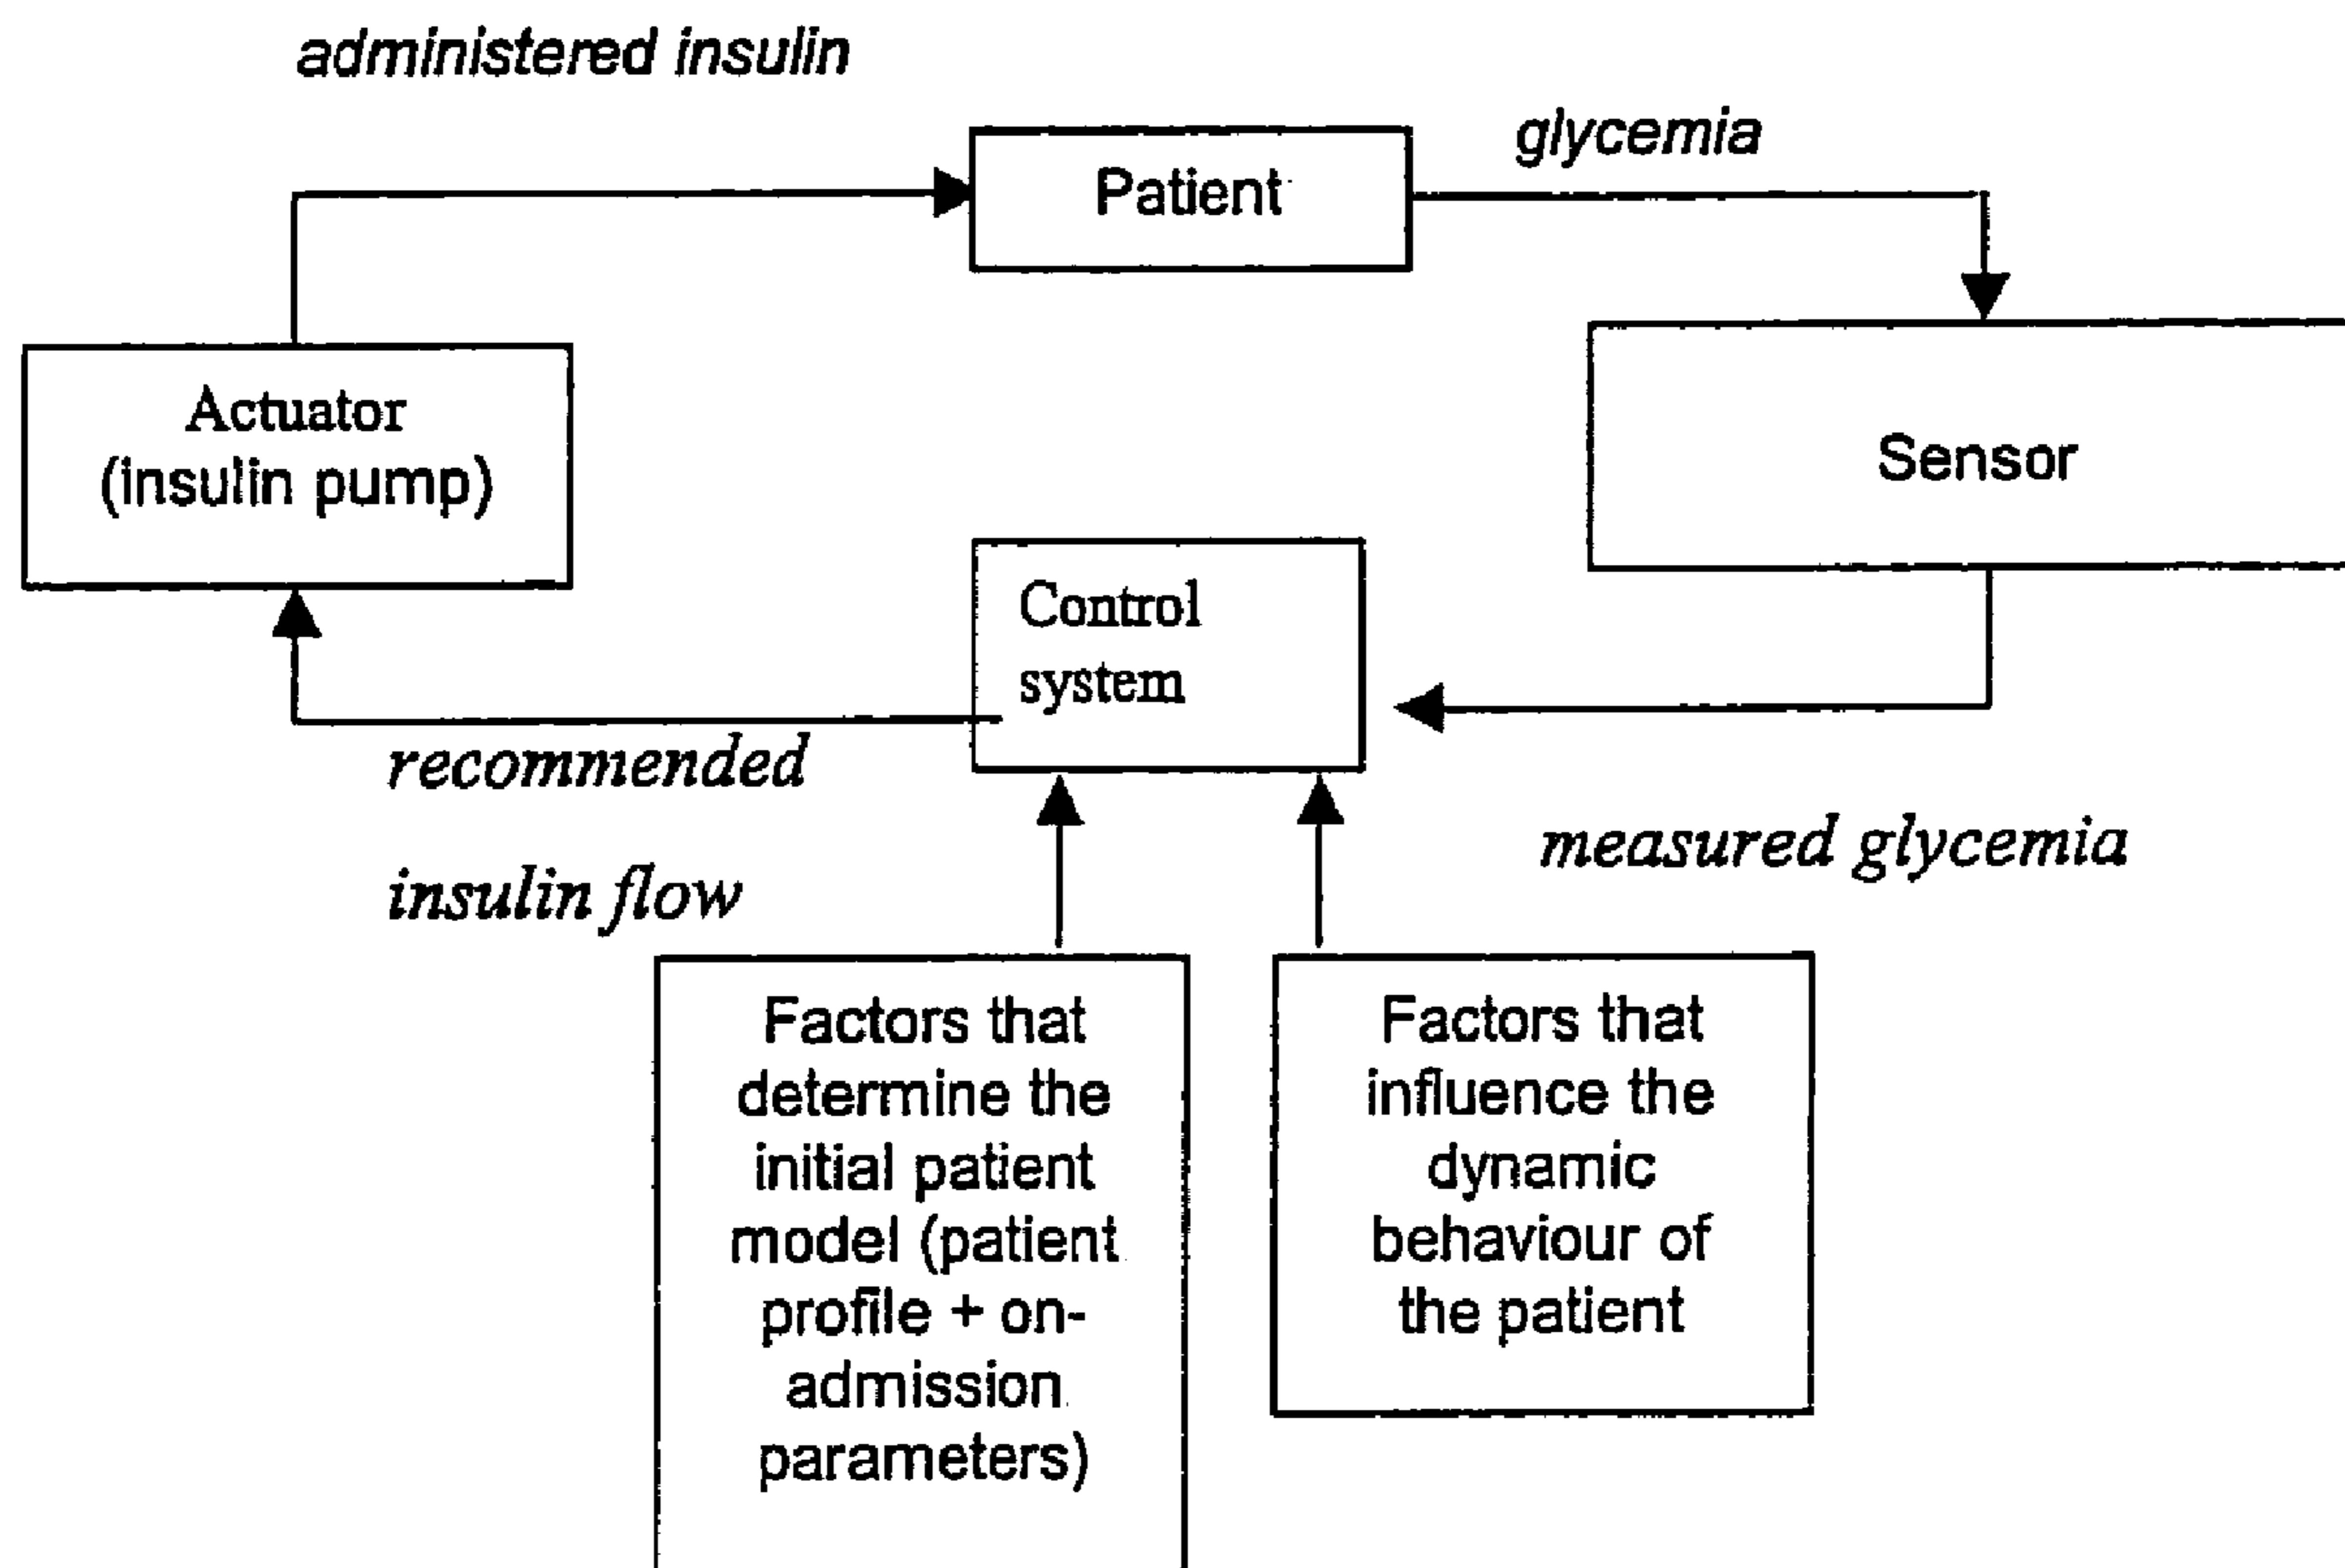 administered insulin
glycemia
Patient
Actuator
(insulin pump)
Sensor
Control
system
recommended
insulin flow
measured glycemia
Factors that
determine the
initial patient
model (patient
profile + on-
admission
parameters)
Factors that
influence the
dynamic
behaviour of
the patient